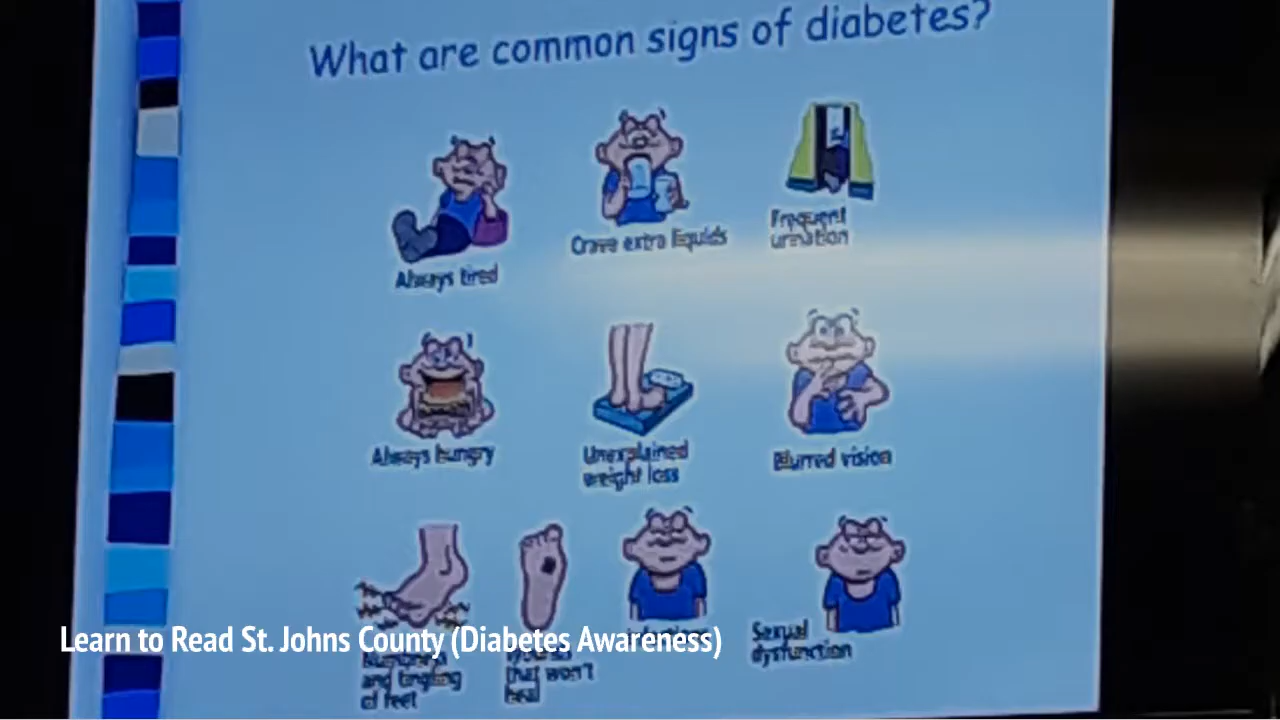 What are common signs of diabetes?
Always tired
Crave extra liquids
Frequent
urination
Always hungry
Unexplained
weight loss
Blurred vision
Learn to Read St. Johns County (Diabetes Awareness)
and tingling
of feet
that won't
heal
Sexual
dysfunction